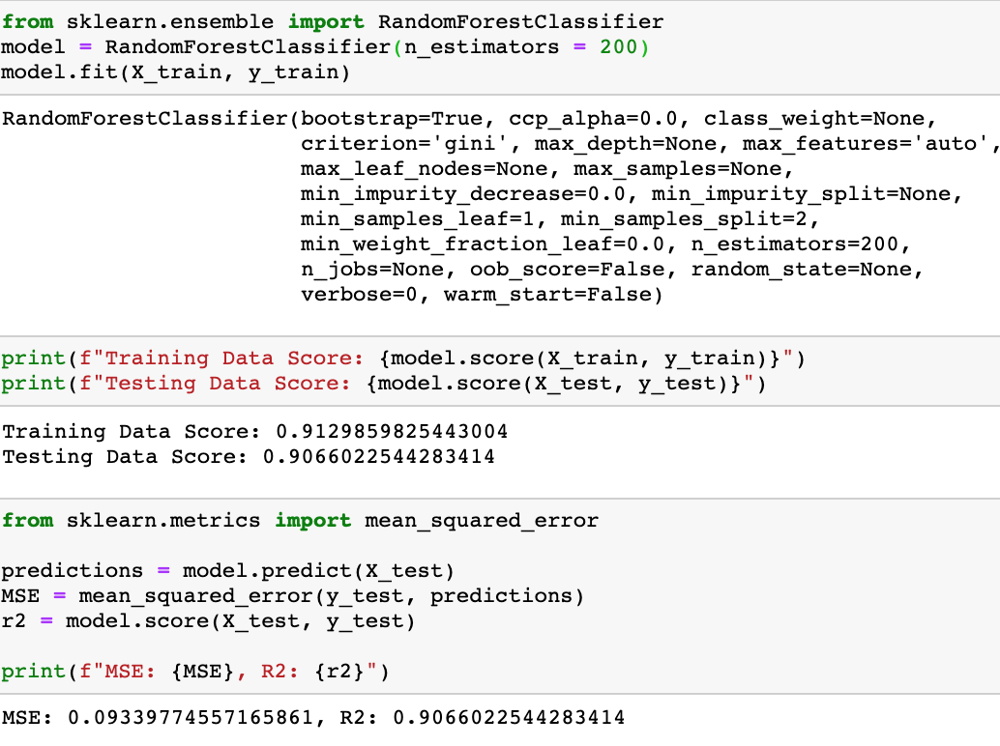 from sklearn.ensemble import RandomForestClassifier
model = RandomForestClassifier(n_estimators = 200)
model.fit(X_train, y_train)
RandomForestClassifier(bootstrap=True, ccp_alpha=0.0, class_weight=None,
criterion='gini', max_depth=None, max_features='auto',
max_leaf_nodes=None, max_samples=None,
min_impurity_decrease=0.0, min_impurity_split=None,
min_samples_leaf=1, min_samples_split=2,
min_weight_fraction_leaf=0.0, n_estimators=200,
n_jobs=None, oob_score=False, random_state=None,
verbose=0, warm_start=False)
print(f"Training Data Score: {model.score(X_train, y_train)}")
print(f"Testing Data Score: {model.score(X_test, y_test)}")
Training Data Score: 0.9129859825443004
Testing Data Score: 0.9066022544283414
from sklearn.metrics import mean_squared_error
predictions = model.predict(X_test)
MSE = mean_squared_error(y_test, predictions)
r2 = model.score(X_test, y_test)
print(f"MSE: {MSE}, R2: {r2}")
MSE: 0.09339774557165861, R2: 0.9066022544283414